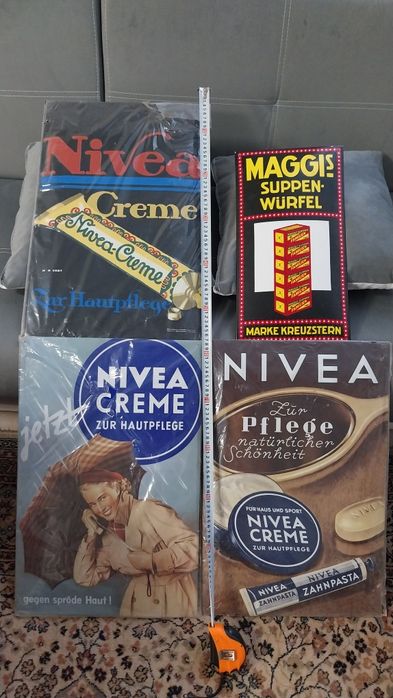 Nivea
Creme
Nivea-Creme
Zur Hautpflege
MAGGIS
SUPPEN-
WÜRFEL
MARKE KREUZSTERN
jetzt
NIVEA
CREME
ZUR HAUTPFLEGE
gegen spröde Haut!
NIVEA
Zur
Pflege
natürlicher
Schönheit
FÜR HAUS UND SPORT
NIVEA
CREME
ZUR HAUTPFLEGE
NIVEA
ZAHNPASTA
NIVEA
ZAHNPASTA